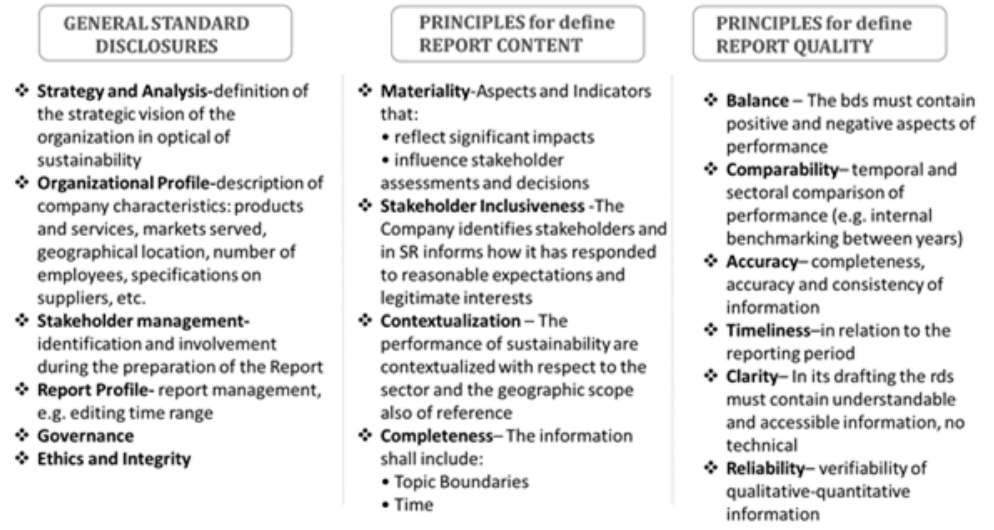 GENERAL STANDARD
DISCLOSURES
❖ Strategy and Analysis-definition of
the strategic vision of the
organization in optical of
sustainability
❖ Organizational Profile-description of
company characteristics: products
and services, markets served,
geographical location, number of
employees, specifications on
suppliers, etc.
❖ Stakeholder management-
identification and involvement
during the preparation of the Report
❖ Report Profile- report management,
e.g. editing time range
❖ Governance
❖ Ethics and Integrity
PRINCIPLES for define
REPORT CONTENT
❖ Materiality-Aspects and Indicators
that:
• reflect significant impacts
• influence stakeholder
assessments and decisions
❖ Stakeholder Inclusiveness -The
Company identifies stakeholders and
in SR informs how it has responded
to reasonable expectations and
legitimate interests
❖ Contextualization – The
performance of sustainability are
contextualized with respect to the
sector and the geographic scope
also of reference
❖ Completeness– The information
shall include:
• Topic Boundaries
• Time
PRINCIPLES for define
REPORT QUALITY
❖ Balance – The bds must contain
positive and negative aspects of
performance
❖ Comparability– temporal and
sectoral comparison of
performance (e.g. internal
benchmarking between years)
❖ Accuracy– completeness,
accuracy and consistency of
information
❖ Timeliness–in relation to the
reporting period
❖ Clarity– In its drafting the rds
must contain understandable
and accessible information, no
technical
❖ Reliability– verifiability of
qualitative-quantitative
information